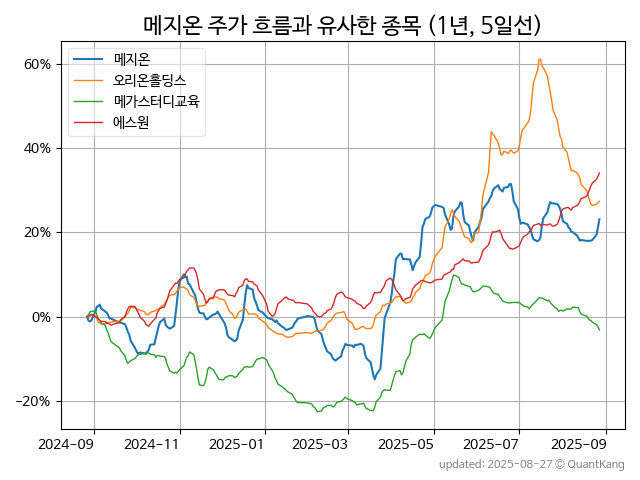 메지온 주가 흐름과 유사한 종목 (1년, 5일선)
메지온
오리온홀딩스
메가스터디교육
에스원
60%
40%
20%
0%
−20%
2024-09 2024-11 2025-01 2025-03 2025-05 2025-07 2025-09
updated: 2025-08-27 © QuantKang